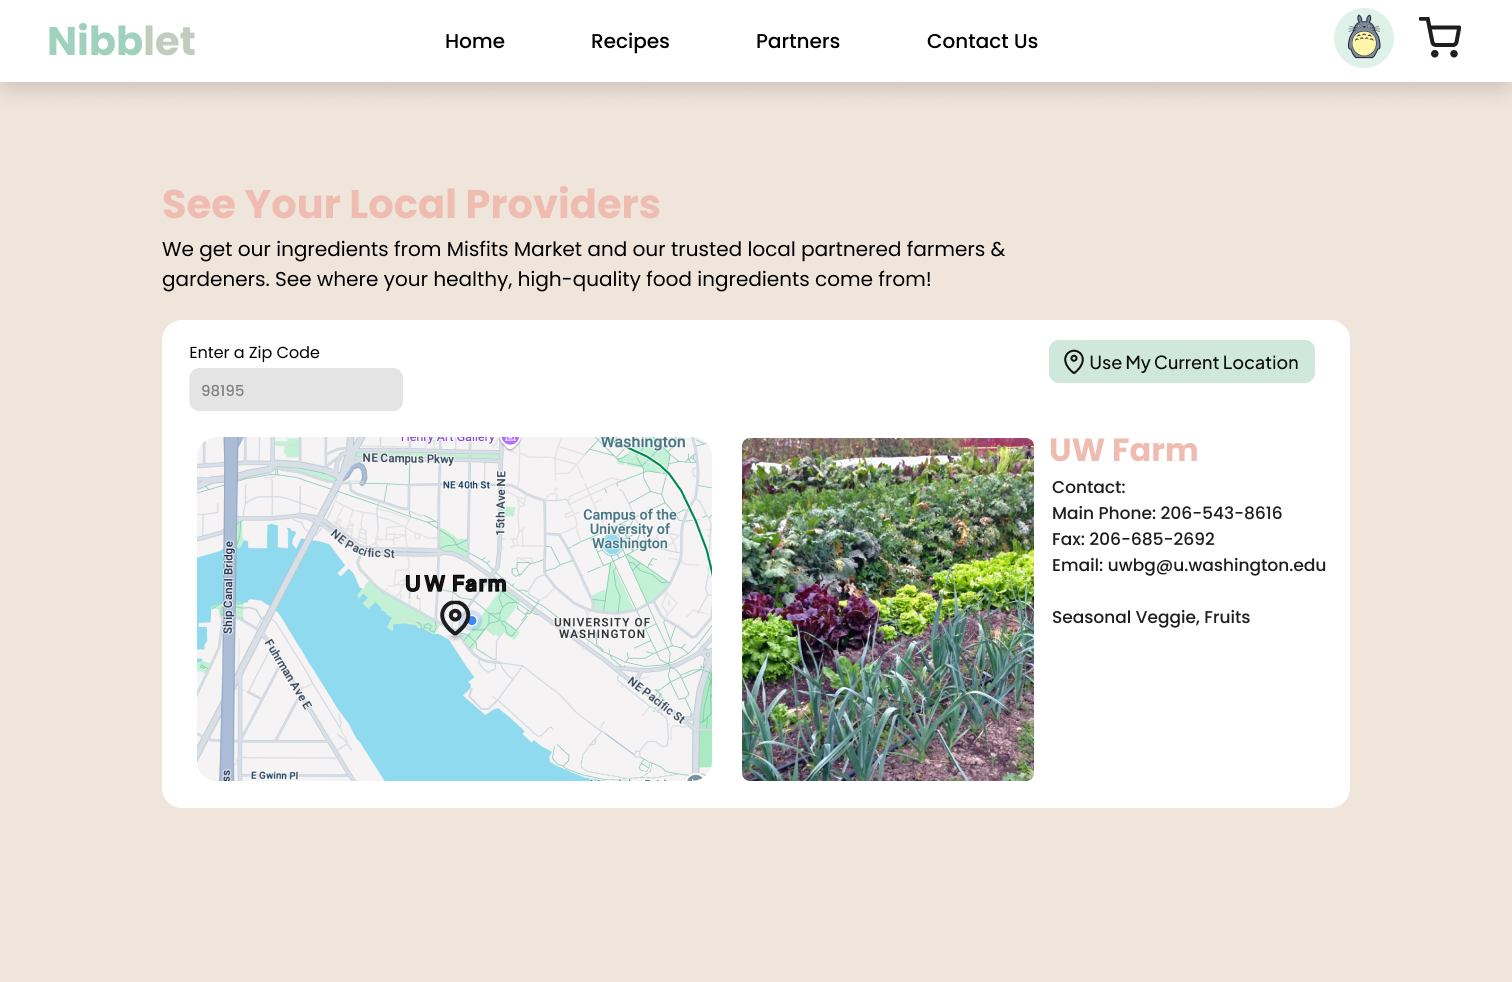 Nibblet
Home
Recipes
Partners
Contact Us
See Your Local Providers
We get our ingredients from Misfits Market and our trusted local partnered farmers &
gardeners. See where your healthy, high-quality food ingredients come from!
Enter a Zip Code
98195
Use My Current Location
Henry Art Gallery
Washington
NE Campus Pkwy
NE 40th St
15th Ave NE
Campus of the
University of
Washington
NE Pacific St
Ship Canal Bridge
UW Farm
UNIVERSITY OF
WASHINGTON
Fuhrman Ave E
NE Pacific St
E Gwinn Pl
UW Farm
Contact:
Main Phone: 206-543-8616
Fax: 206-685-2692
Email: uwbg@u.washington.edu
Seasonal Veggie, Fruits